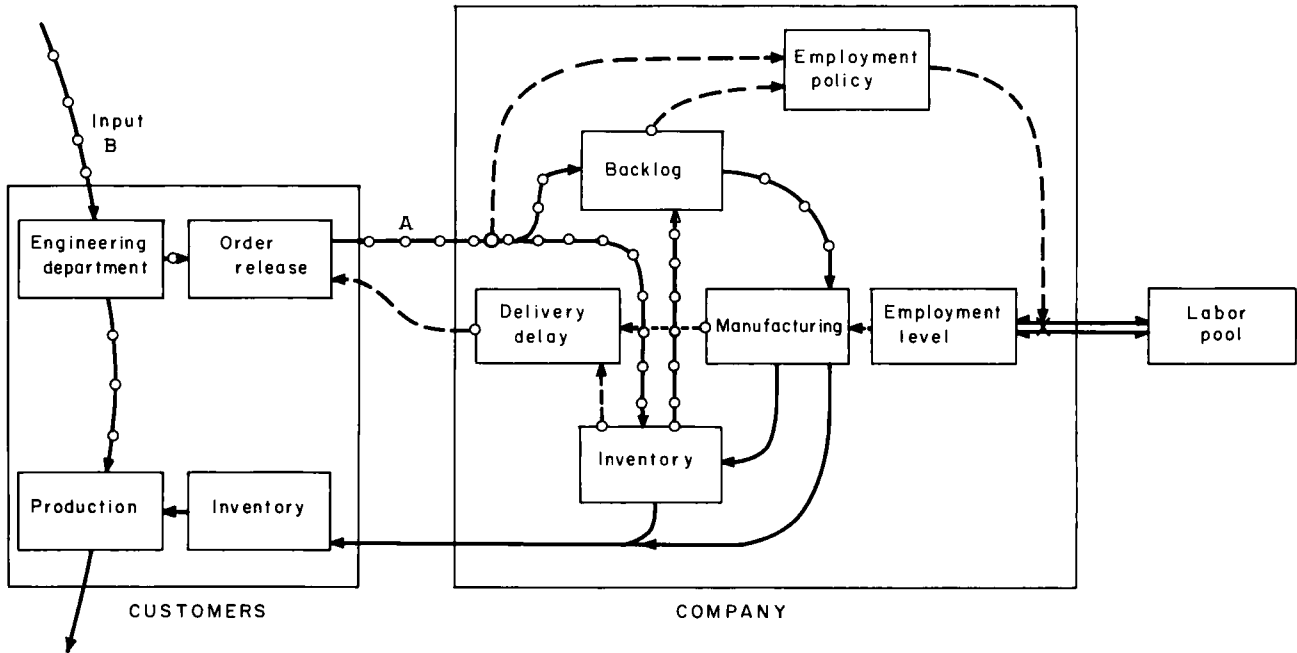 Employment
policy
Input
B
Backlog
A
Engineering
department
Order
release
Delivery
delay
Manufacturing
Employment
level
Labor
pool
Inventory
Production
Inventory
CUSTOMERS
COMPANY